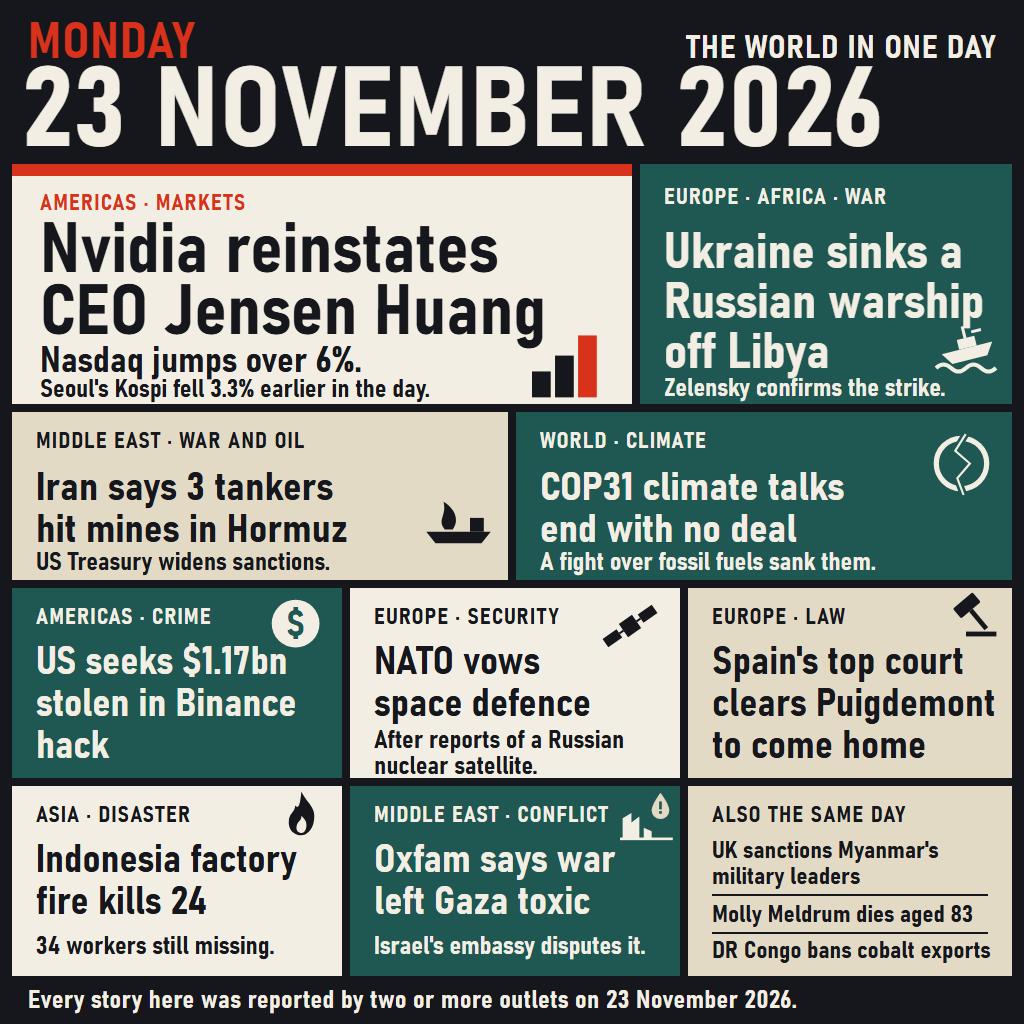 MONDAY
THE WORLD IN ONE DAY
23 NOVEMBER 2026
AMERICAS · MARKETS
Nvidia reinstates
CEO Jensen Huang
Nasdaq jumps over 6%.
Seoul's Kospi fell 3.3% earlier in the day.
EUROPE · AFRICA · WAR
Ukraine sinks a
Russian warship
off Libya
Zelensky confirms the strike.
MIDDLE EAST · WAR AND OIL
Iran says 3 tankers
hit mines in Hormuz
US Treasury widens sanctions.
WORLD · CLIMATE
COP31 climate talks
end with no deal
A fight over fossil fuels sank them.
AMERICAS · CRIME
$
US seeks $1.17bn
stolen in Binance
hack
EUROPE · SECURITY
NATO vows
space defence
After reports of a Russian
nuclear satellite.
EUROPE · LAW
Spain's top court
clears Puigdemont
to come home
ASIA · DISASTER
Indonesia factory
fire kills 24
34 workers still missing.
MIDDLE EAST · CONFLICT
!
Oxfam says war
left Gaza toxic
Israel's embassy disputes it.
ALSO THE SAME DAY
UK sanctions Myanmar's
military leaders
Molly Meldrum dies aged 83
DR Congo bans cobalt exports
Every story here was reported by two or more outlets on 23 November 2026.